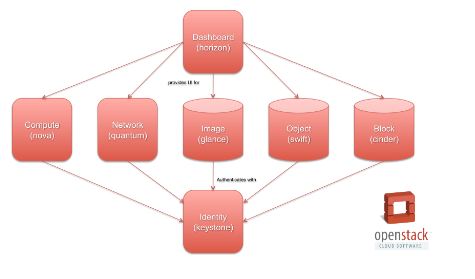 Dashboard
(horizon)
provides UI for
Compute
(nova)
Network
(quantum)
Image
(glance)
Object
(swift)
Block
(cinder)
Authenticates with
Identity
(keystone)
openstack
CLOUD SOFTWARE